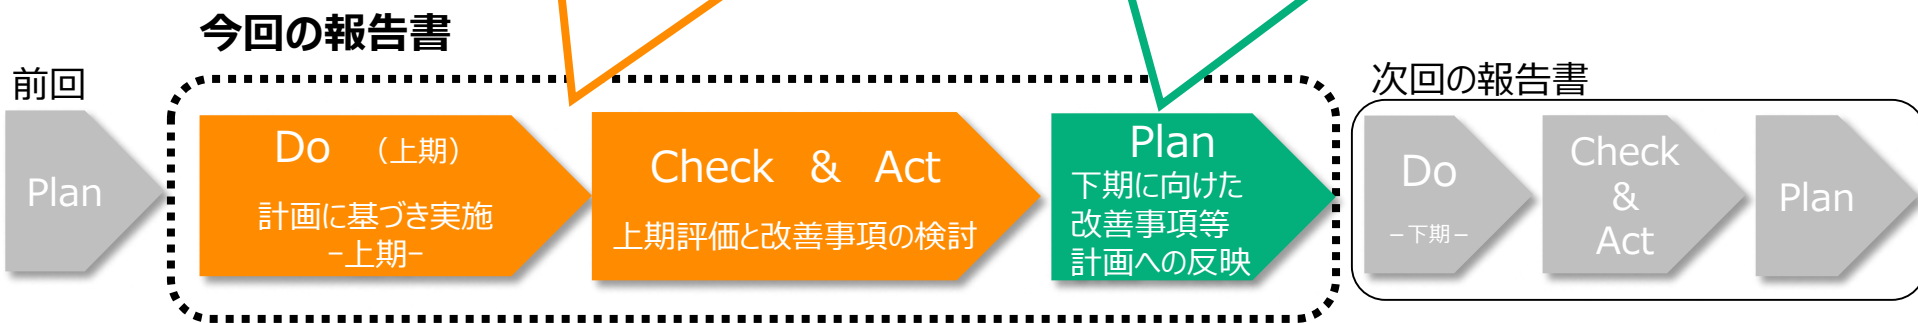 今回の報告書
前回
Plan
Do （上期）
計画に基づき実施
-上期-
Check & Act
上期評価と改善事項の検討
Plan
下期に向けた
改善事項等
計画への反映
次回の報告書
Do
-下期-
Check
&
Act
Plan